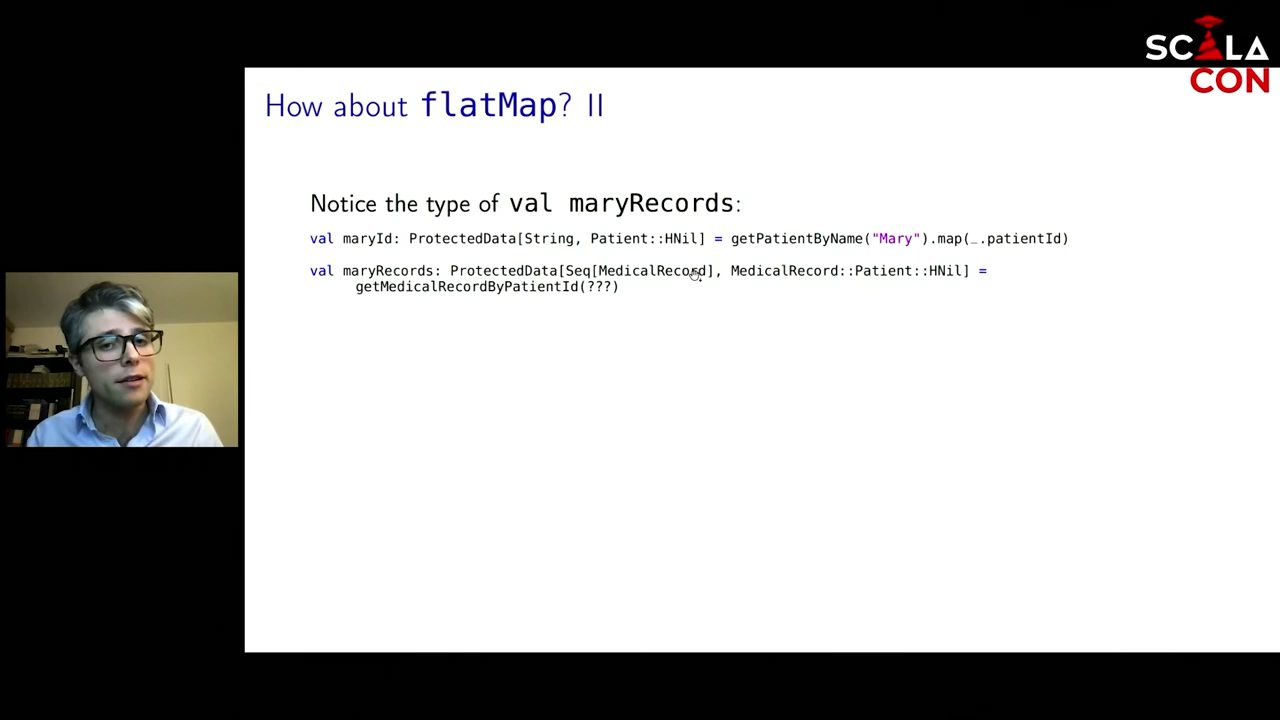 SCALA
CON
How about flatMap? II
Notice the type of val maryRecords:
val maryId: ProtectedData[String, Patient::HNil] = getPatientByName("Mary").map(_.patientId)
val maryRecords: ProtectedData[Seq[MedicalRecord], MedicalRecord::Patient::HNil] =
getMedicalRecordByPatientId(???)